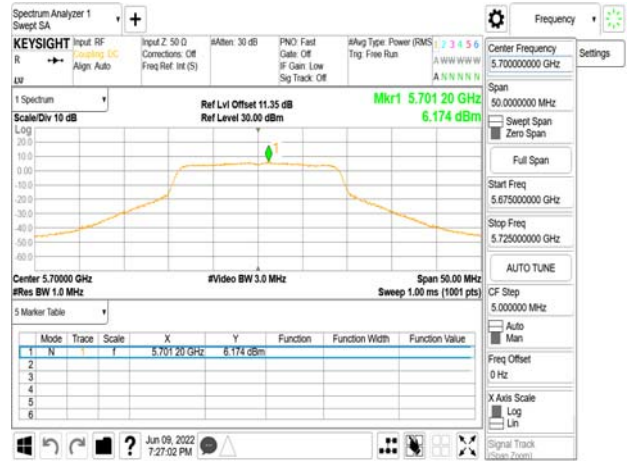 Spectrum Analyzer 1
Swept SA
+
Frequency
KEYSIGHT
R
LXI
Input: RF
Coupling: DC
Align: Auto
Input Z: 50 Ω
Corrections: Off
Freq Ref: Int (S)
#Atten: 30 dB
PNO: Fast
Gate: Off
IF Gain: Low
Sig Track: Off
#Avg Type: Power (RMS
Trig: Free Run
1 2 3 4 5 6
A W W W W W
A N N N N N
Center Frequency
5.700000000 GHz
Settings
Span
50.0000000 MHz
Swept Span
Zero Span
Full Span
Start Freq
5.675000000 GHz
Stop Freq
5.725000000 GHz
AUTO TUNE
CF Step
5.000000 MHz
Auto
Man
Freq Offset
0 Hz
X Axis Scale
Log
Lin
Signal Track
(Span Zoom)
1 Spectrum
Scale/Div 10 dB
Ref Lvl Offset 11.35 dB
Ref Level 30.00 dBm
Mkr1 5.701 20 GHz
6.174 dBm
Log
20.0
10.0
0.00
-10.0
-20.0
-30.0
-40.0
-50.0
-60.0
1
Center 5.70000 GHz
#Res BW 1.0 MHz
#Video BW 3.0 MHz
Span 50.00 MHz
Sweep 1.00 ms (1001 pts)
5 Marker Table
Mode Trace Scale X Y Function Function Width Function Value
1 N 1 f 5.701 20 GHz 6.174 dBm
2
3
4
5
6
?
Jun 09, 2022
7:27:02 PM